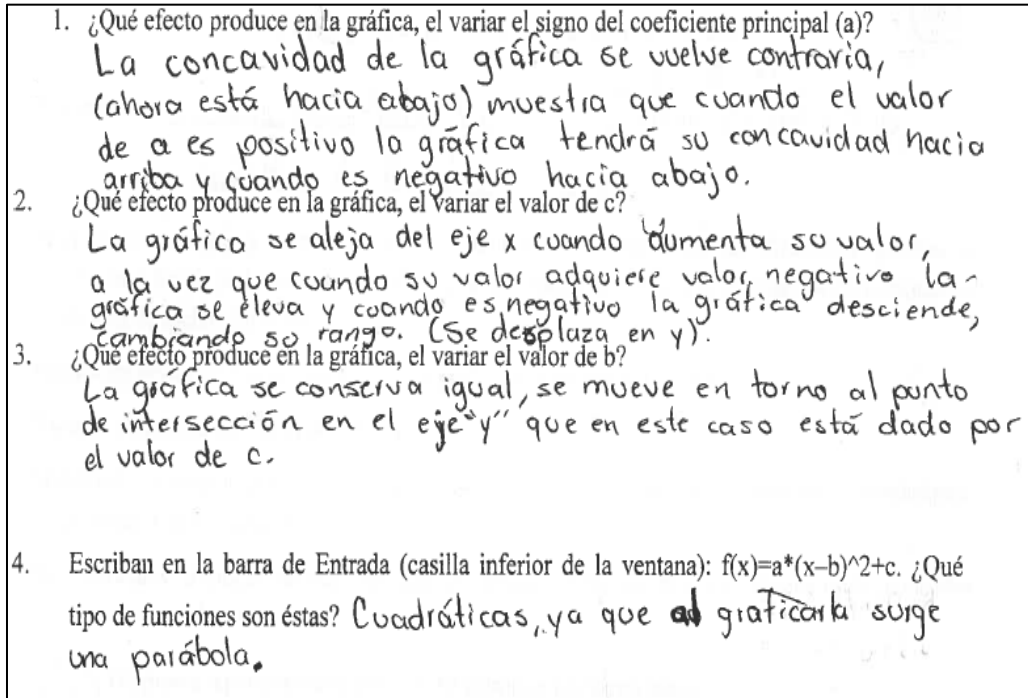 1. ¿Qué efecto produce en la gráfica, el variar el signo del coeficiente principal (a)?
La concavidad de la gráfica se vuelve contraria,
(ahora está hacia abajo) muestra que cuando el valor
de a es positivo la gráfica tendrá su concavidad hacia
arriba y cuando es negativo hacia abajo.
2. ¿Qué efecto produce en la gráfica, el variar el valor de c?
La gráfica se aleja del eje x cuando aumenta su valor,
a la vez que cuando su valor adquiere valor negativo la
gráfica se eleva y cuando es negativo la gráfica desciende,
cambiando su rango. (Se desplaza en y).
3. ¿Qué efecto produce en la gráfica, el variar el valor de b?
La gráfica se conserva igual, se mueve en torno al punto
de intersección en el eje "y" que en este caso está dado por
el valor de c.
4. Escriban en la barra de Entrada (casilla inferior de la ventana): f(x)=a*(x–b)^2+c. ¿Qué
tipo de funciones son éstas? Cuadráticas, ya que al graficarla surge
una parábola.